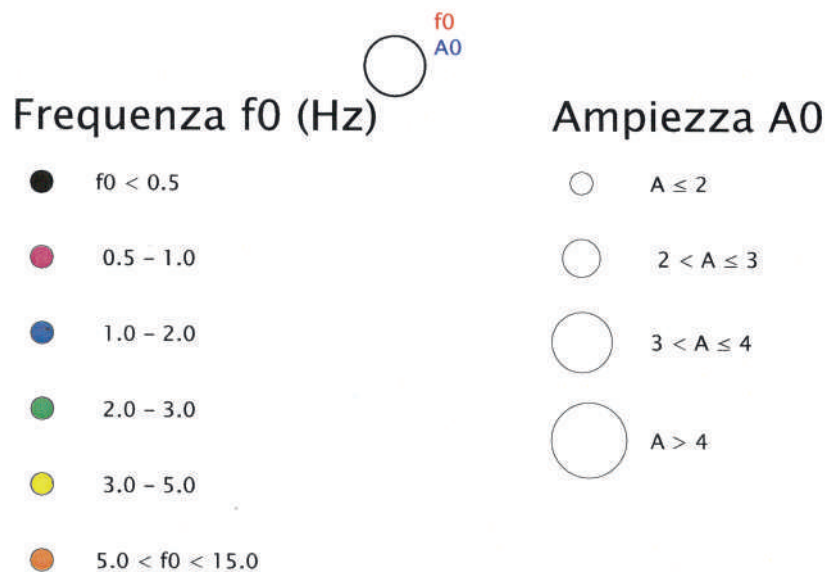 f0
A0
Frequenza f0 (Hz)
Ampiezza A0
f0 < 0.5
A ≤ 2
0.5 – 1.0
2 < A ≤ 3
1.0 – 2.0
3 < A ≤ 4
2.0 – 3.0
A > 4
3.0 – 5.0
5.0 < f0 < 15.0